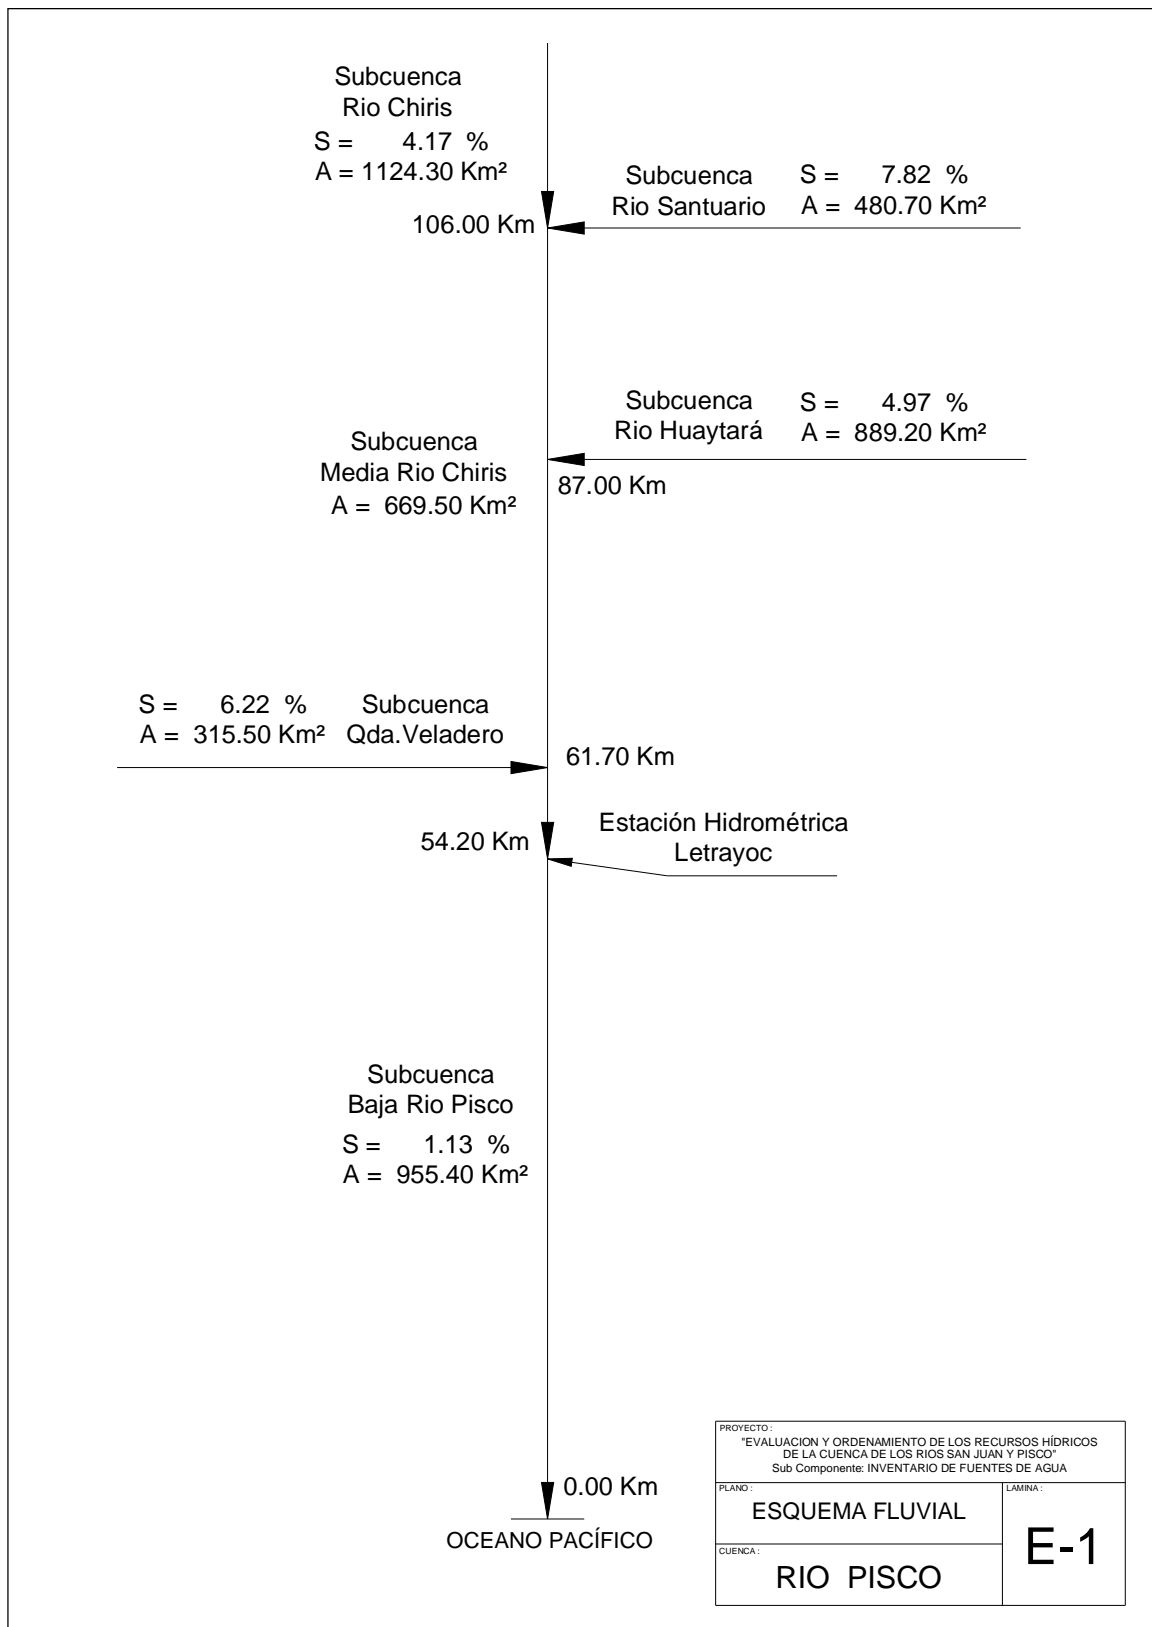 Subcuenca
Rio Chiris
S = 4.17 %
A = 1124.30 Km²
106.00 Km
Subcuenca
Rio Santuario
S = 7.82 %
A = 480.70 Km²
Subcuenca
Rio Huaytará
S = 4.97 %
A = 889.20 Km²
87.00 Km
Subcuenca
Media Rio Chiris
A = 669.50 Km²
S = 6.22 %
A = 315.50 Km²
Subcuenca
Qda.Veladero
61.70 Km
54.20 Km
Estación Hidrométrica
Letrayoc
Subcuenca
Baja Rio Pisco
S = 1.13 %
A = 955.40 Km²
0.00 Km
OCEANO PACÍFICO
PROYECTO :
"EVALUACION Y ORDENAMIENTO DE LOS RECURSOS HÍDRICOS
DE LA CUENCA DE LOS RIOS SAN JUAN Y PISCO"
Sub Componente: INVENTARIO DE FUENTES DE AGUA
PLANO :
ESQUEMA FLUVIAL
LAMINA :
E-1
CUENCA :
RIO PISCO